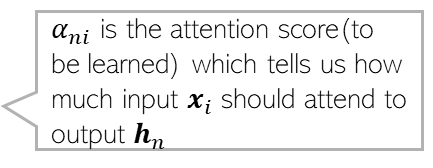 αₙᵢ is the attention score(to
be learned) which tells us how
much input 𝒙ᵢ should attend to
output 𝒉ₙ